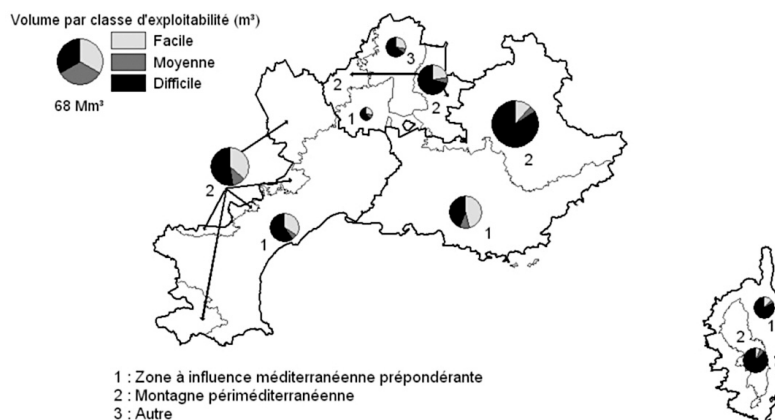 Volume par classe d'exploitabilité (m³)
Facile
Moyenne
Difficile
68 Mm³
3
2
2
1
2
2
1
1
1
2
1 : Zone à influence méditerranéenne prépondérante
2 : Montagne périméditerranéenne
3 : Autre